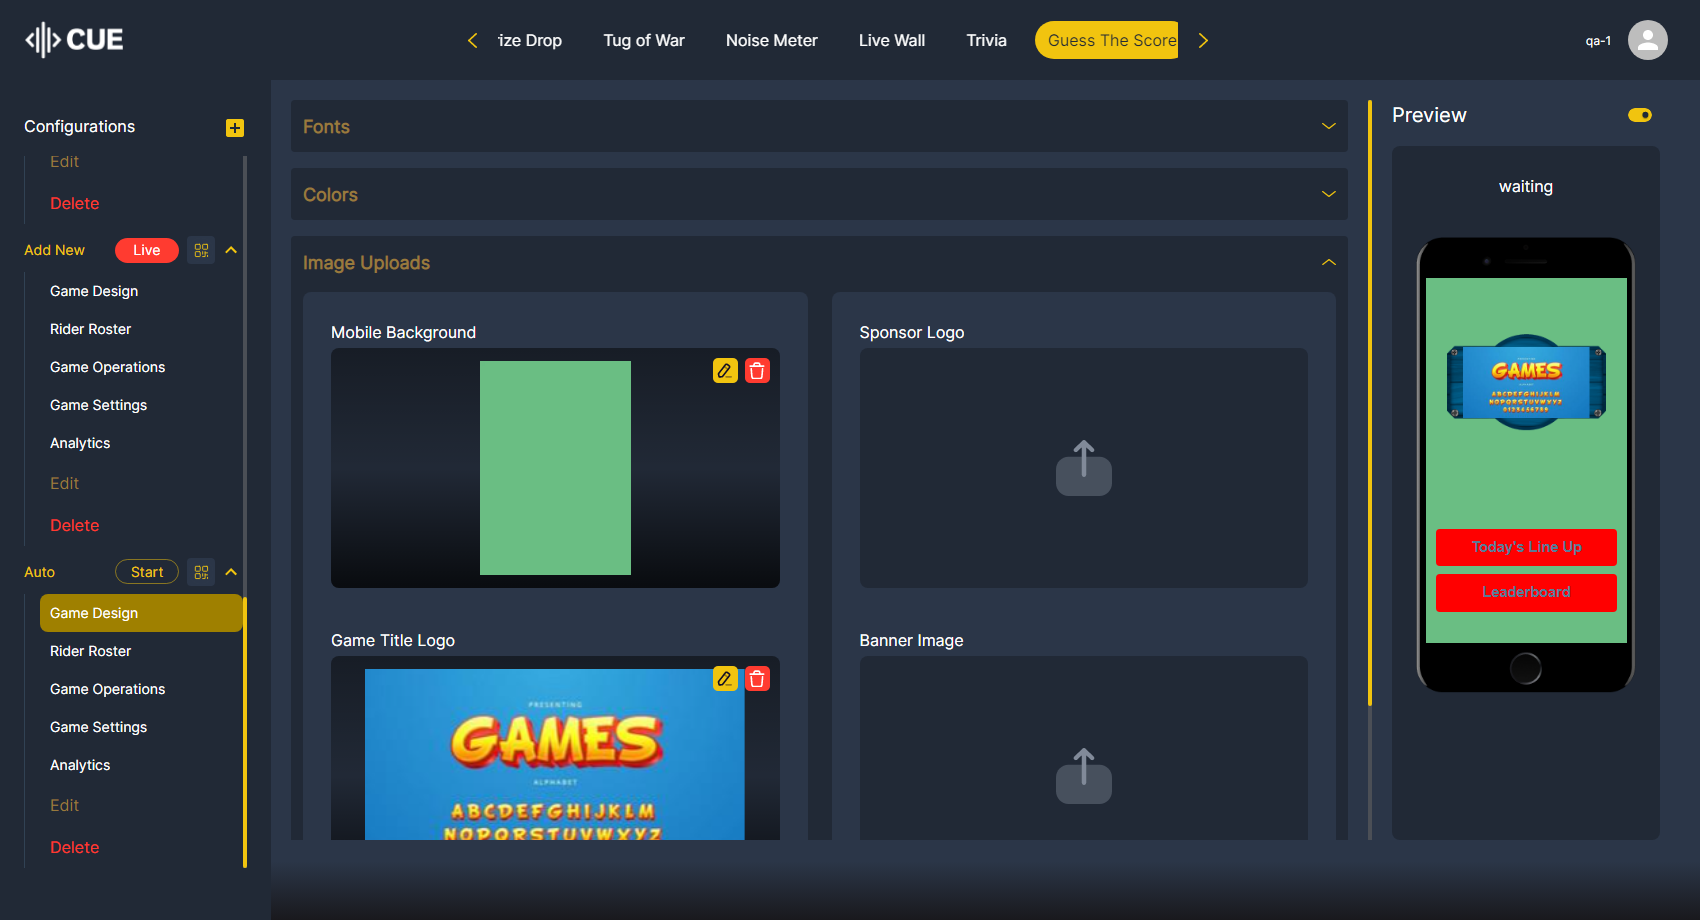 CUE
ize Drop
Tug of War
Noise Meter
Live Wall
Trivia
Guess The Score
qa-1
Configurations
Edit
Delete
Add New
Live
Game Design
Rider Roster
Game Operations
Game Settings
Analytics
Edit
Delete
Auto
Start
Game Design
Rider Roster
Game Operations
Game Settings
Analytics
Edit
Delete
Fonts
Colors
Image Uploads
Mobile Background
Sponsor Logo
Game Title Logo
PRESENTING
GAMES
ALPHABET
ABCDEFGHIJKLM
NOPQRSTUVWXYZ
Banner Image
Preview
waiting
GAMES
ABCDEFGHIJKLM
NOPQRSTUVWXYZ
Today's Line Up
Leaderboard